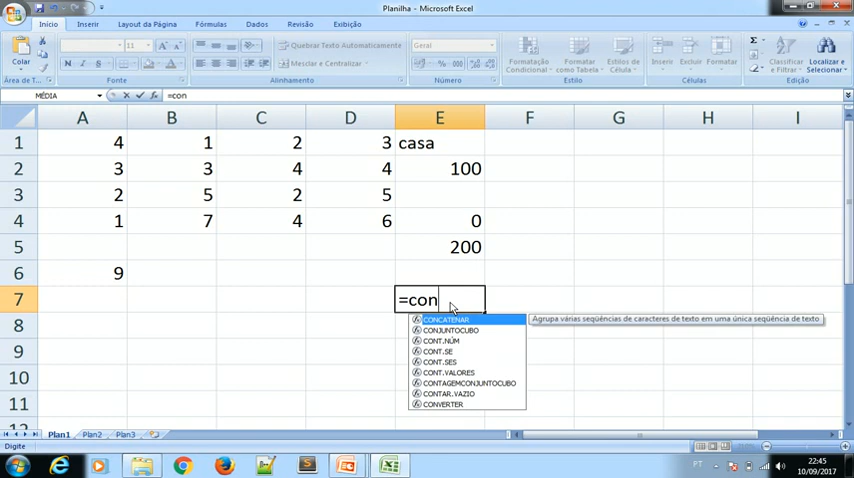 Planilha - Microsoft Excel
Início Inserir Layout da Página Fórmulas Dados Revisão Exibição
Colar
11
Quebrar Texto Automaticamente
Mesclar e Centralizar
Geral
% 000
Formatação Condicional
Formatar como Tabela
Estilos de Célula
Inserir Excluir Formatar
Classificar e Filtrar
Localizar e Selecionar
Área de T... Fonte Alinhamento Número Estilo Células Edição
MÉDIA =con
A B C D E F G H I
1 4 1 2 3 casa
2 3 3 4 4 100
3 2 5 2 5
4 1 7 4 6 0
5 200
6 9
7 =con
8 CONCATENAR Agrupa várias seqüências de caracteres de texto em uma única seqüência de texto
CONJUNTOCUBO
9 CONT.NÚM
CONT.SE
CONT.SES
10 CONT.VALORES
CONTAGEMCONJUNTOCUBO
11 CONTAR.VAZIO
CONVERTER
12
Plan1 Plan2 Plan3
Digite
PT
22:45
10/09/2017